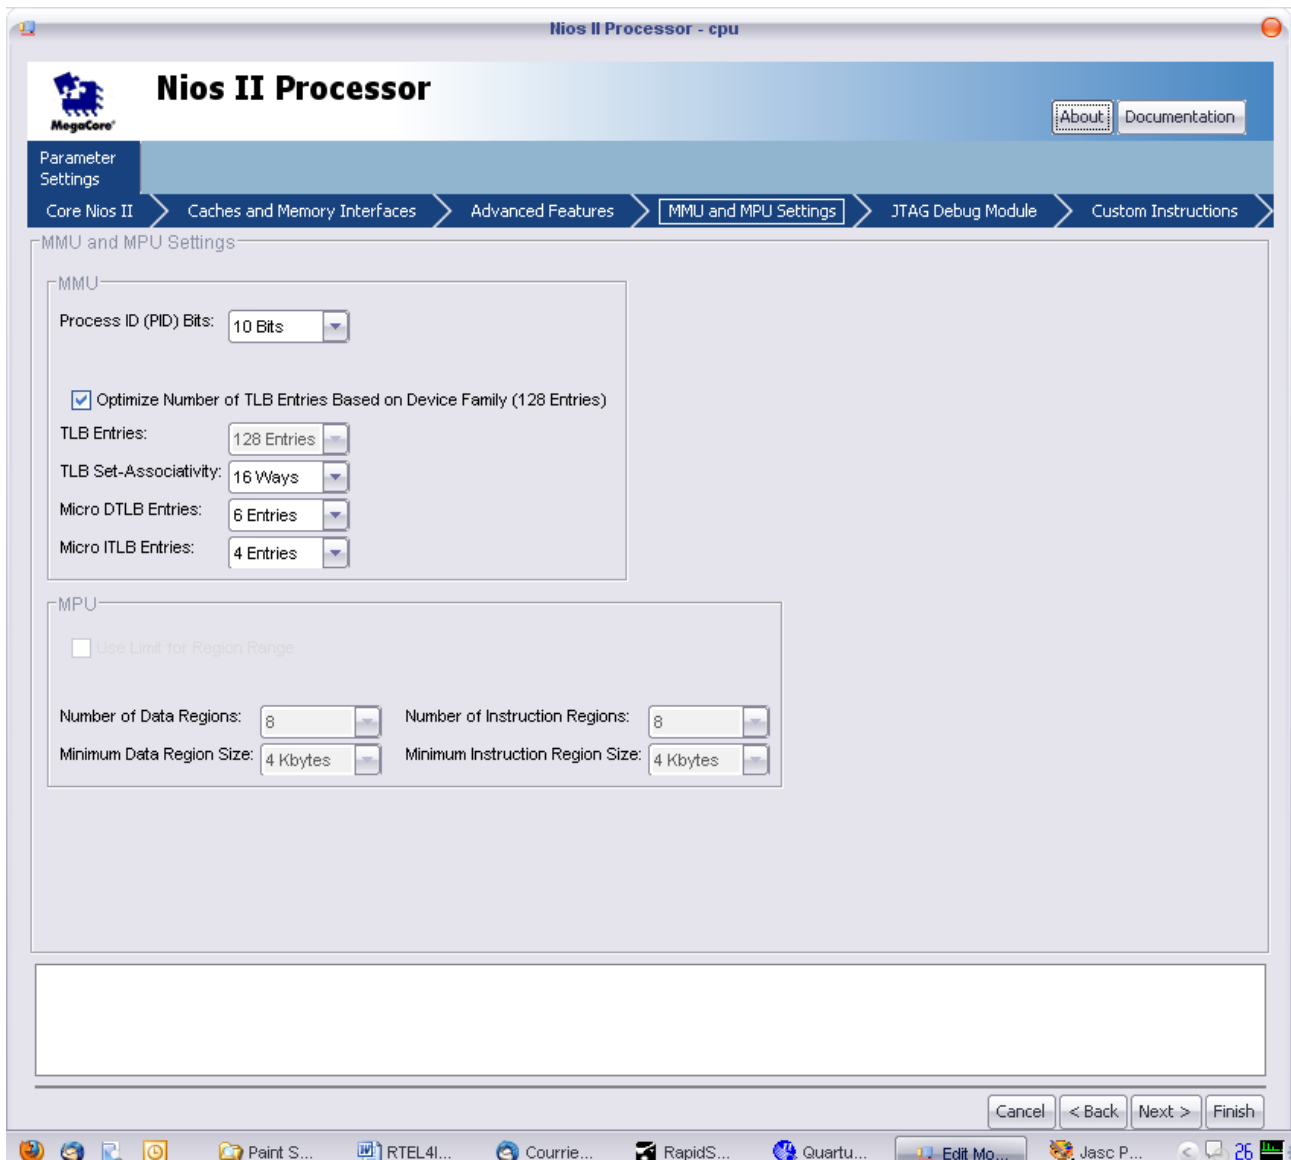 Nios II Processor - cpu
MegaCore®
Nios II Processor
About Documentation
Parameter
Settings
Core Nios II Caches and Memory Interfaces Advanced Features MMU and MPU Settings JTAG Debug Module Custom Instructions
MMU and MPU Settings
MMU
Process ID (PID) Bits: 10 Bits
Optimize Number of TLB Entries Based on Device Family (128 Entries)
TLB Entries: 128 Entries
TLB Set-Associativity: 16 Ways
Micro DTLB Entries: 6 Entries
Micro ITLB Entries: 4 Entries
MPU
Use Limit for Region Range
Number of Data Regions: 8 Number of Instruction Regions: 8
Minimum Data Region Size: 4 Kbytes Minimum Instruction Region Size: 4 Kbytes
Cancel < Back Next > Finish
Paint S... RTEL4I... Courrie... RapidS... Quartu... Edit Mo... Jasc P... 26